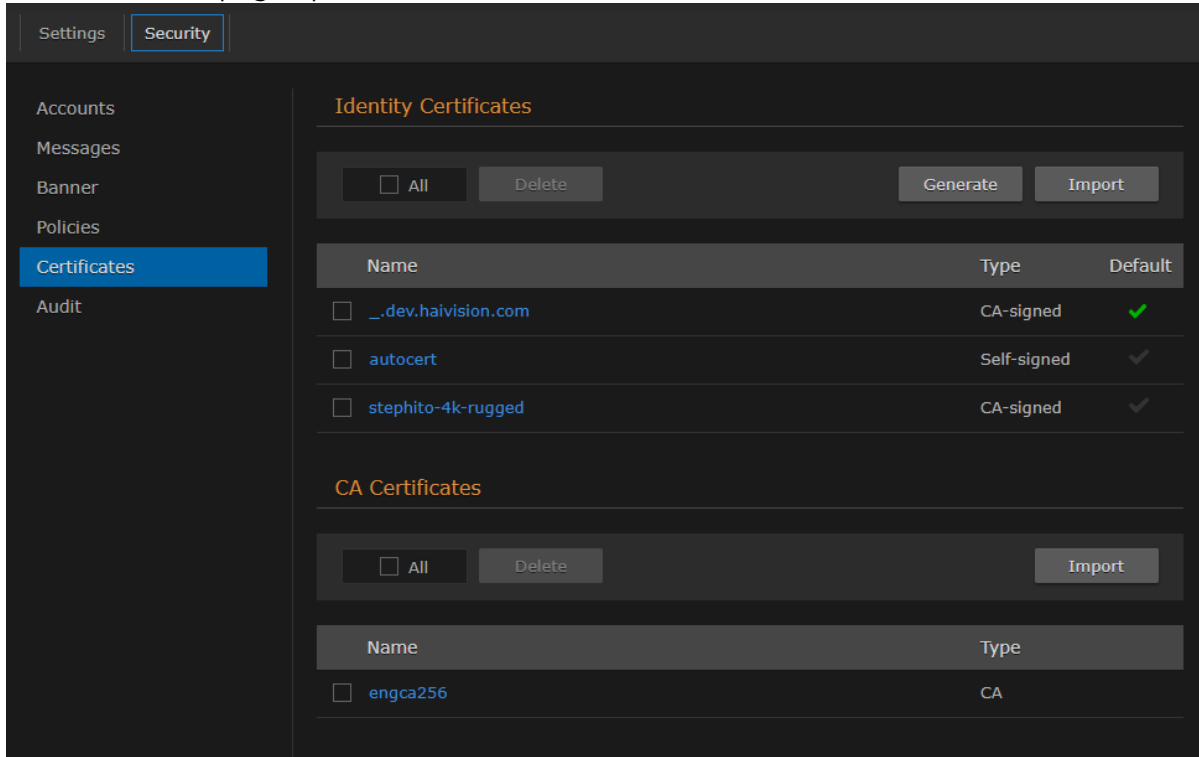 Settings Security
Accounts
Messages
Banner
Policies
Certificates
Audit
Identity Certificates
All Delete Generate Import
Name Type Default
_.dev.haivision.com CA-signed
autocert Self-signed
stephito-4k-rugged CA-signed
CA Certificates
All Delete Import
Name Type
engca256 CA